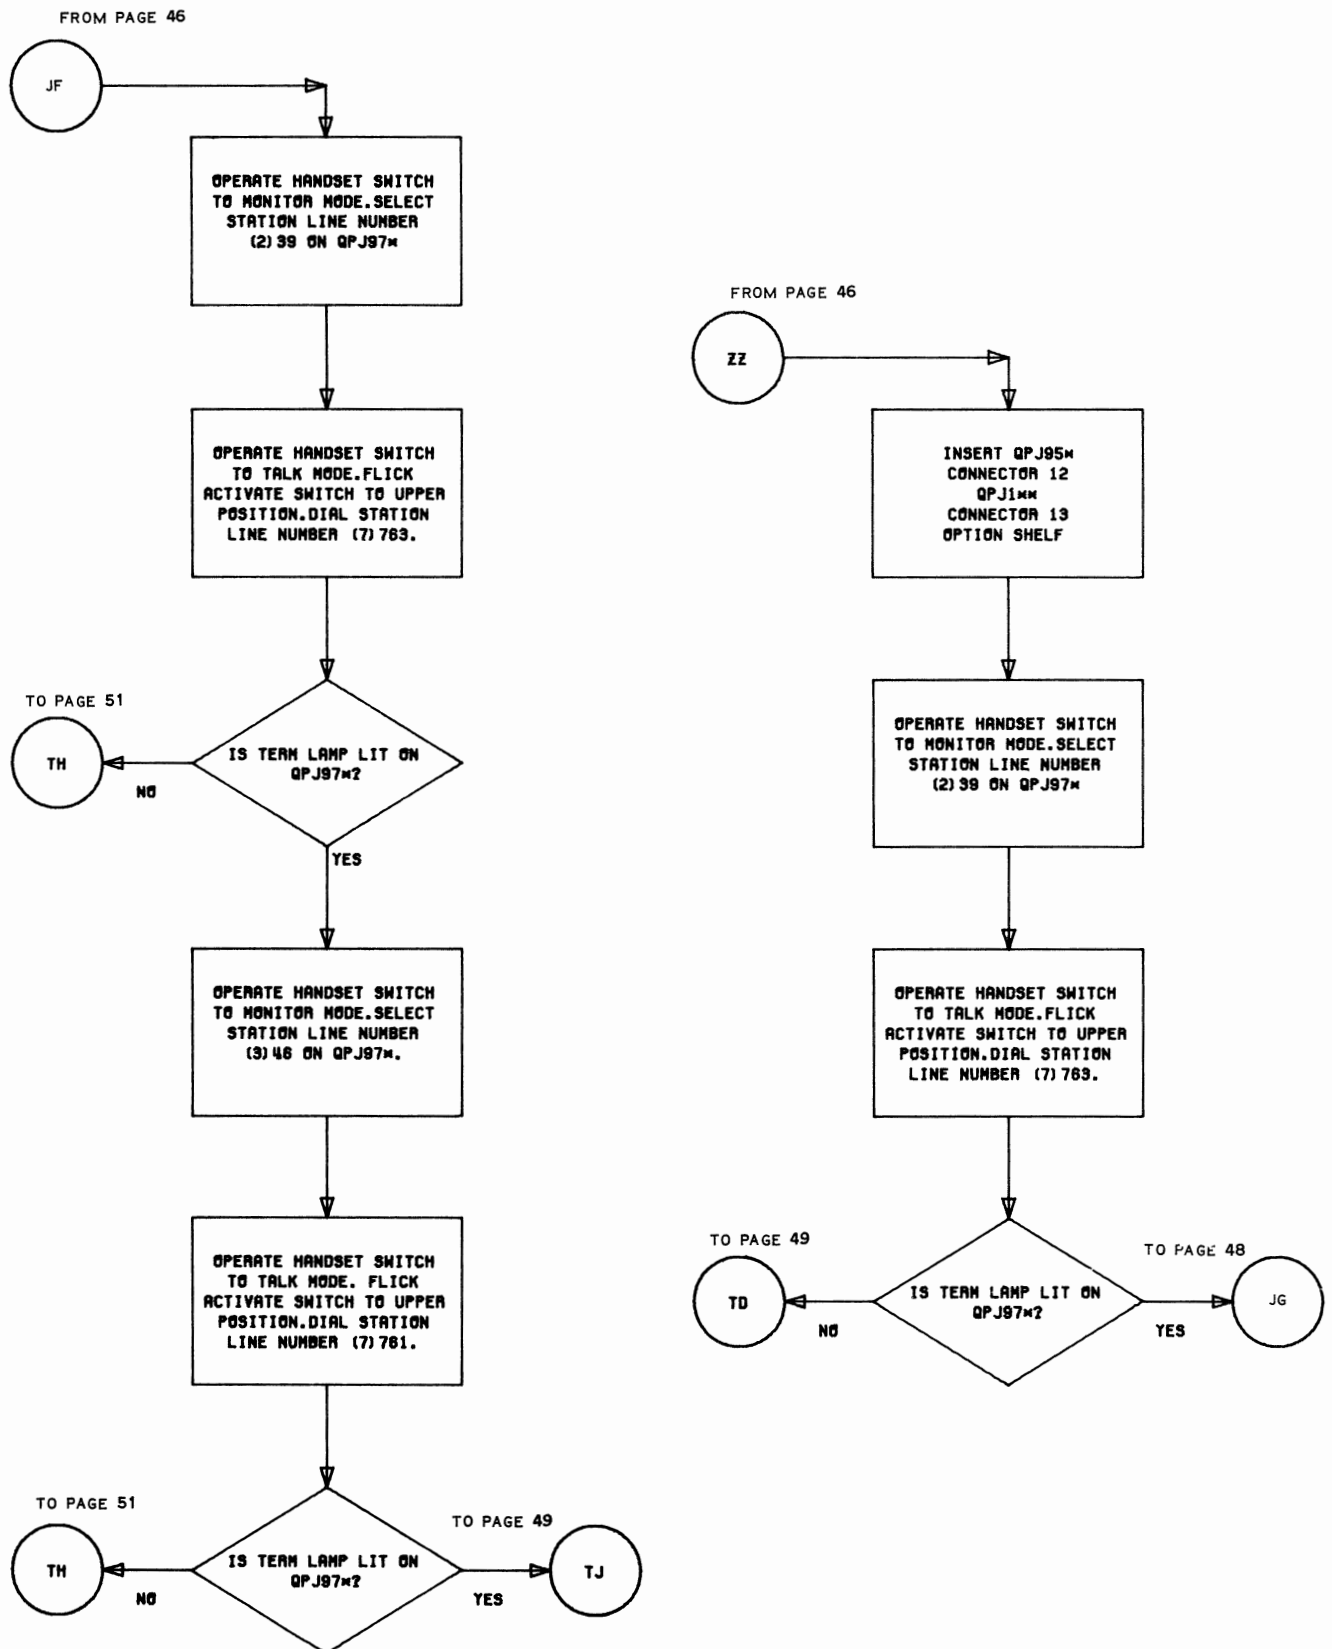 FROM PAGE 46
JF
OPERATE HANDSET SWITCH
TO MONITOR MODE.SELECT
STATION LINE NUMBER
(2)39 ON QPJ97*
OPERATE HANDSET SWITCH
TO TALK MODE.FLICK
ACTIVATE SWITCH TO UPPER
POSITION.DIAL STATION
LINE NUMBER (7)763.
TO PAGE 51
TH
IS TERM LAMP LIT ON
QPJ97*?
NO
YES
OPERATE HANDSET SWITCH
TO MONITOR MODE.SELECT
STATION LINE NUMBER
(3)46 ON QPJ97*.
OPERATE HANDSET SWITCH
TO TALK MODE. FLICK
ACTIVATE SWITCH TO UPPER
POSITION.DIAL STATION
LINE NUMBER (7)761.
TO PAGE 51
TH
IS TERM LAMP LIT ON
QPJ97*?
NO
YES
TO PAGE 49
TJ
FROM PAGE 46
ZZ
INSERT QPJ95*
CONNECTOR 12
QPJ1**
CONNECTOR 13
OPTION SHELF
OPERATE HANDSET SWITCH
TO MONITOR MODE.SELECT
STATION LINE NUMBER
(2)39 ON QPJ97*
OPERATE HANDSET SWITCH
TO TALK MODE.FLICK
ACTIVATE SWITCH TO UPPER
POSITION.DIAL STATION
LINE NUMBER (7)763.
TO PAGE 49
TD
IS TERM LAMP LIT ON
QPJ97*?
NO
YES
TO PAGE 48
JG